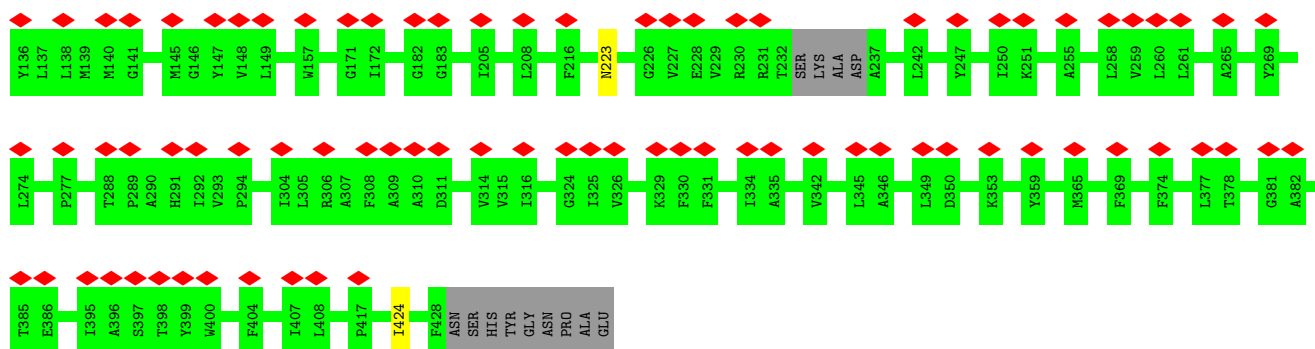 Y136 L137 L138 M139 M140 G141 M145 G146 Y147 V148 L149 W157 G171 I172 G182 G183 I205 L208 F216 N223 G226 V227 E228 V229 R230 R231 T232 SER LYS ALA ASP A237 L242 Y247 I250 K251 A255 L258 V259 L260 L261 A265 Y269
L274 P277 T288 P289 A290 H291 I292 V293 P294 I304 L305 R306 A307 F308 A309 A310 D311 V314 V315 I316 G324 I325 V326 K329 F330 F331 I334 A335 V342 L345 A346 L349 D350 K353 Y359 M365 F369 F374 L377 T378 G381 A382
T385 E386 I395 A396 S397 T398 Y399 W400 F404 I407 L408 P417 I424 F428 ASN SER HIS TYR GLY ASN PRO ALA GLU